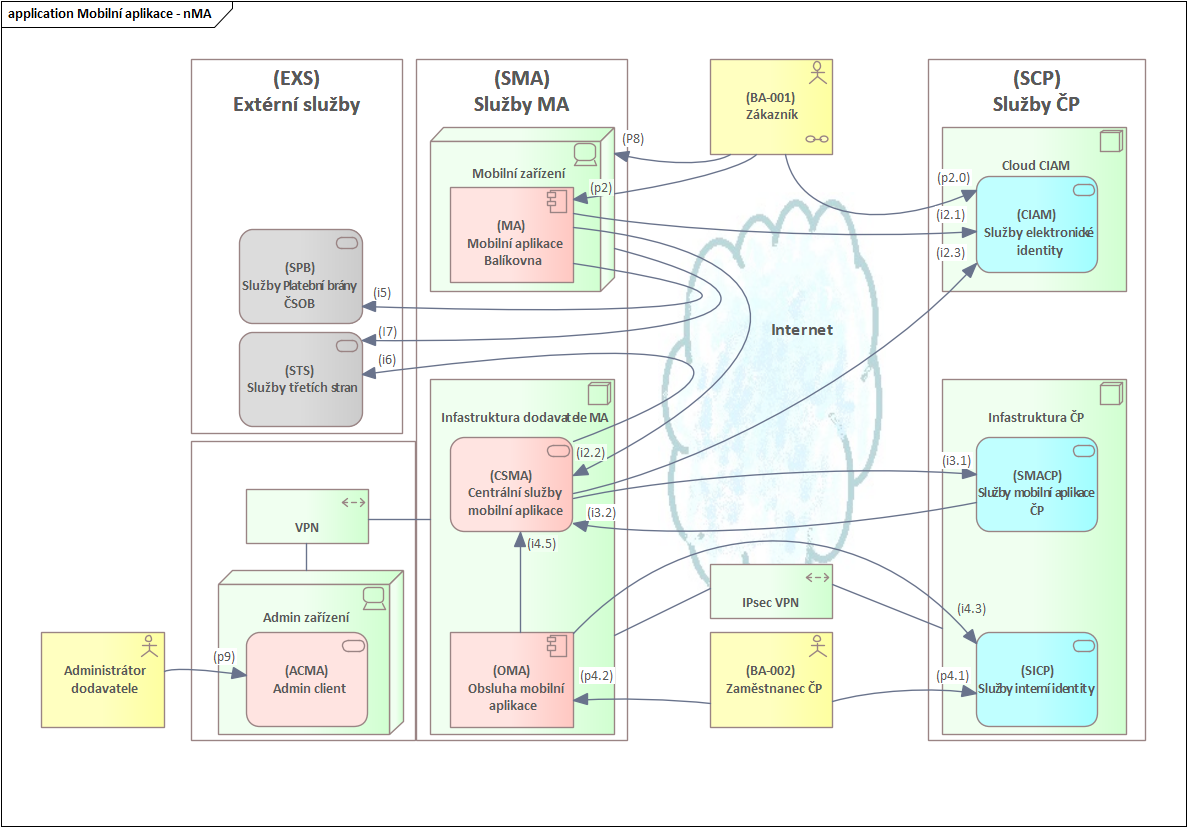 application Mobilní aplikace - nMA
(EXS)
Extérní služby
(SMA)
Služby MA
(BA-001)
Zákazník
(SCP)
Služby ČP
(P8)
Mobilní zařízení
(p2)
(MA)
Mobilní aplikace
Balíkovna
Cloud CIAM
(p2.0)
(CIAM)
Služby elektronické
identity
(i2.1)
(i2.3)
(SPB)
Služby Platební brány
ČSOB
(i5)
(I7)
(i6)
(STS)
Služby třetích stran
Internet
Infastruktura dodavatele MA
(i2.2)
(CSMA)
Centrální služby
mobilní aplikace
(i3.2)
(i4.5)
Infastruktura ČP
(i3.1)
(SMACP)
Služby mobilní aplikace
ČP
VPN
IPsec VPN
Admin zařízení
(ACMA)
Admin client
Administrátor
dodavatele
(p9)
(OMA)
Obsluha mobilní
aplikace
(p4.2)
(BA-002)
Zaměstnanec ČP
(i4.3)
(p4.1)
(SICP)
Služby interní identity